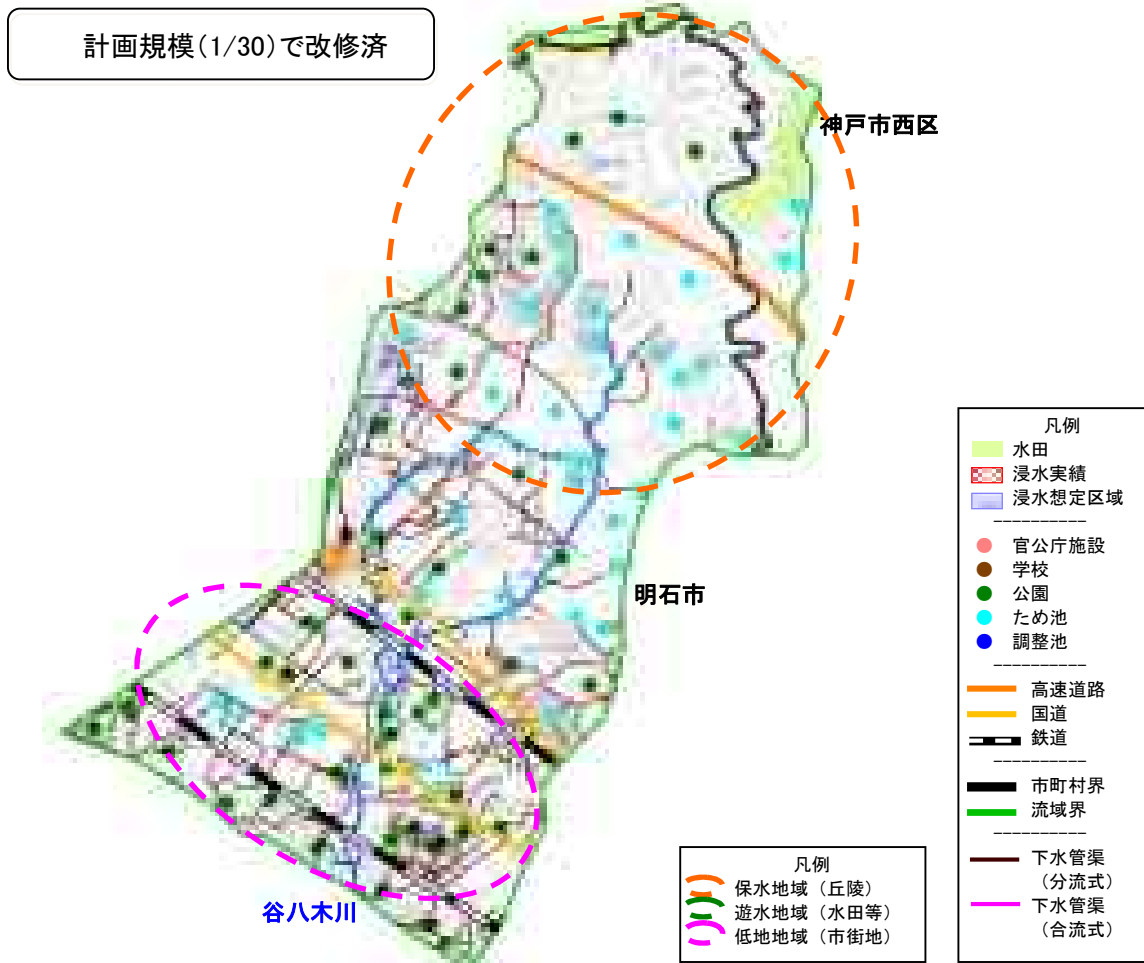 計画規模(1/30)で改修済
神戸市西区
明石市
谷八木川
凡例
保水地域（丘陵）
遊水地域（水田等）
低地地域（市街地）
凡例
水田
浸水実績
浸水想定区域
----------
官公庁施設
学校
公園
ため池
調整池
----------
高速道路
国道
鉄道
----------
市町村界
流域界
----------
下水管渠
（分流式）
下水管渠
（合流式）